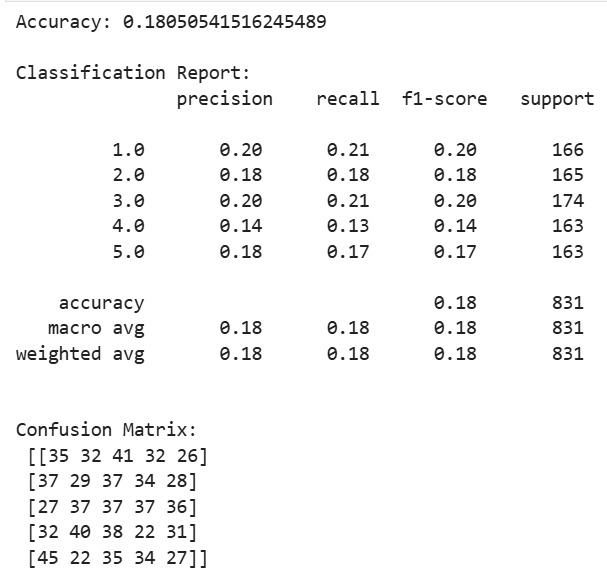 Accuracy: 0.18050541516245489
Classification Report:
precision recall f1-score support
1.0 0.20 0.21 0.20 166
2.0 0.18 0.18 0.18 165
3.0 0.20 0.21 0.20 174
4.0 0.14 0.13 0.14 163
5.0 0.18 0.17 0.17 163
accuracy 0.18 831
macro avg 0.18 0.18 0.18 831
weighted avg 0.18 0.18 0.18 831
Confusion Matrix:
[[35 32 41 32 26]
[37 29 37 34 28]
[27 37 37 37 36]
[32 40 38 22 31]
[45 22 35 34 27]]